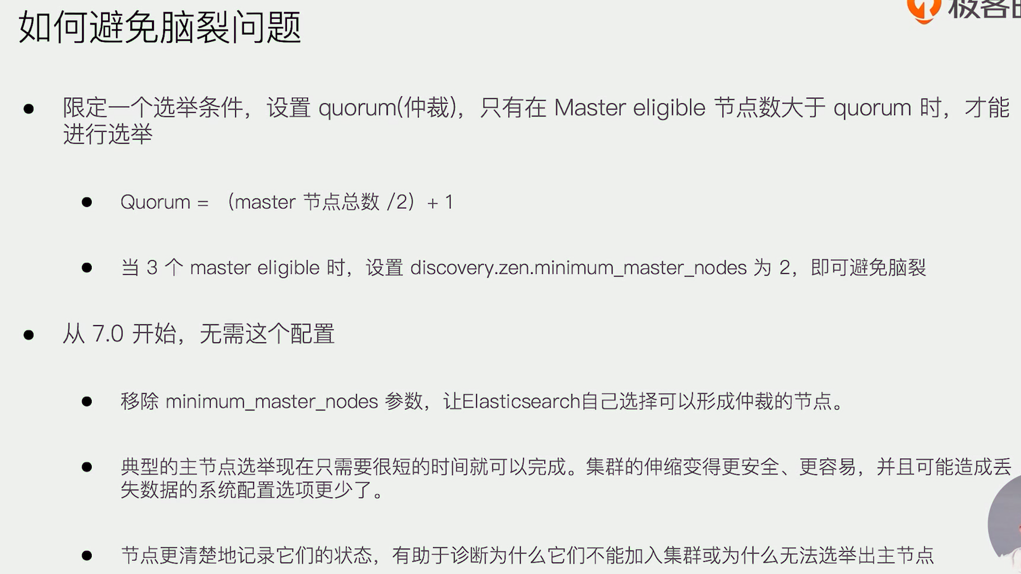 如何避免脑裂问题
极客时
● 限定一个选举条件，设置 quorum(仲裁)，只有在 Master eligible 节点数大于 quorum 时，才能
进行选举
● Quorum = （master 节点总数 /2）+ 1
● 当 3 个 master eligible 时，设置 discovery.zen.minimum_master_nodes 为 2，即可避免脑裂
● 从 7.0 开始，无需这个配置
● 移除 minimum_master_nodes 参数，让Elasticsearch自己选择可以形成仲裁的节点。
● 典型的主节点选举现在只需要很短的时间就可以完成。集群的伸缩变得更安全、更容易，并且可能造成丢
失数据的系统配置选项更少了。
● 节点更清楚地记录它们的状态，有助于诊断为什么它们不能加入集群或为什么无法选举出主节点